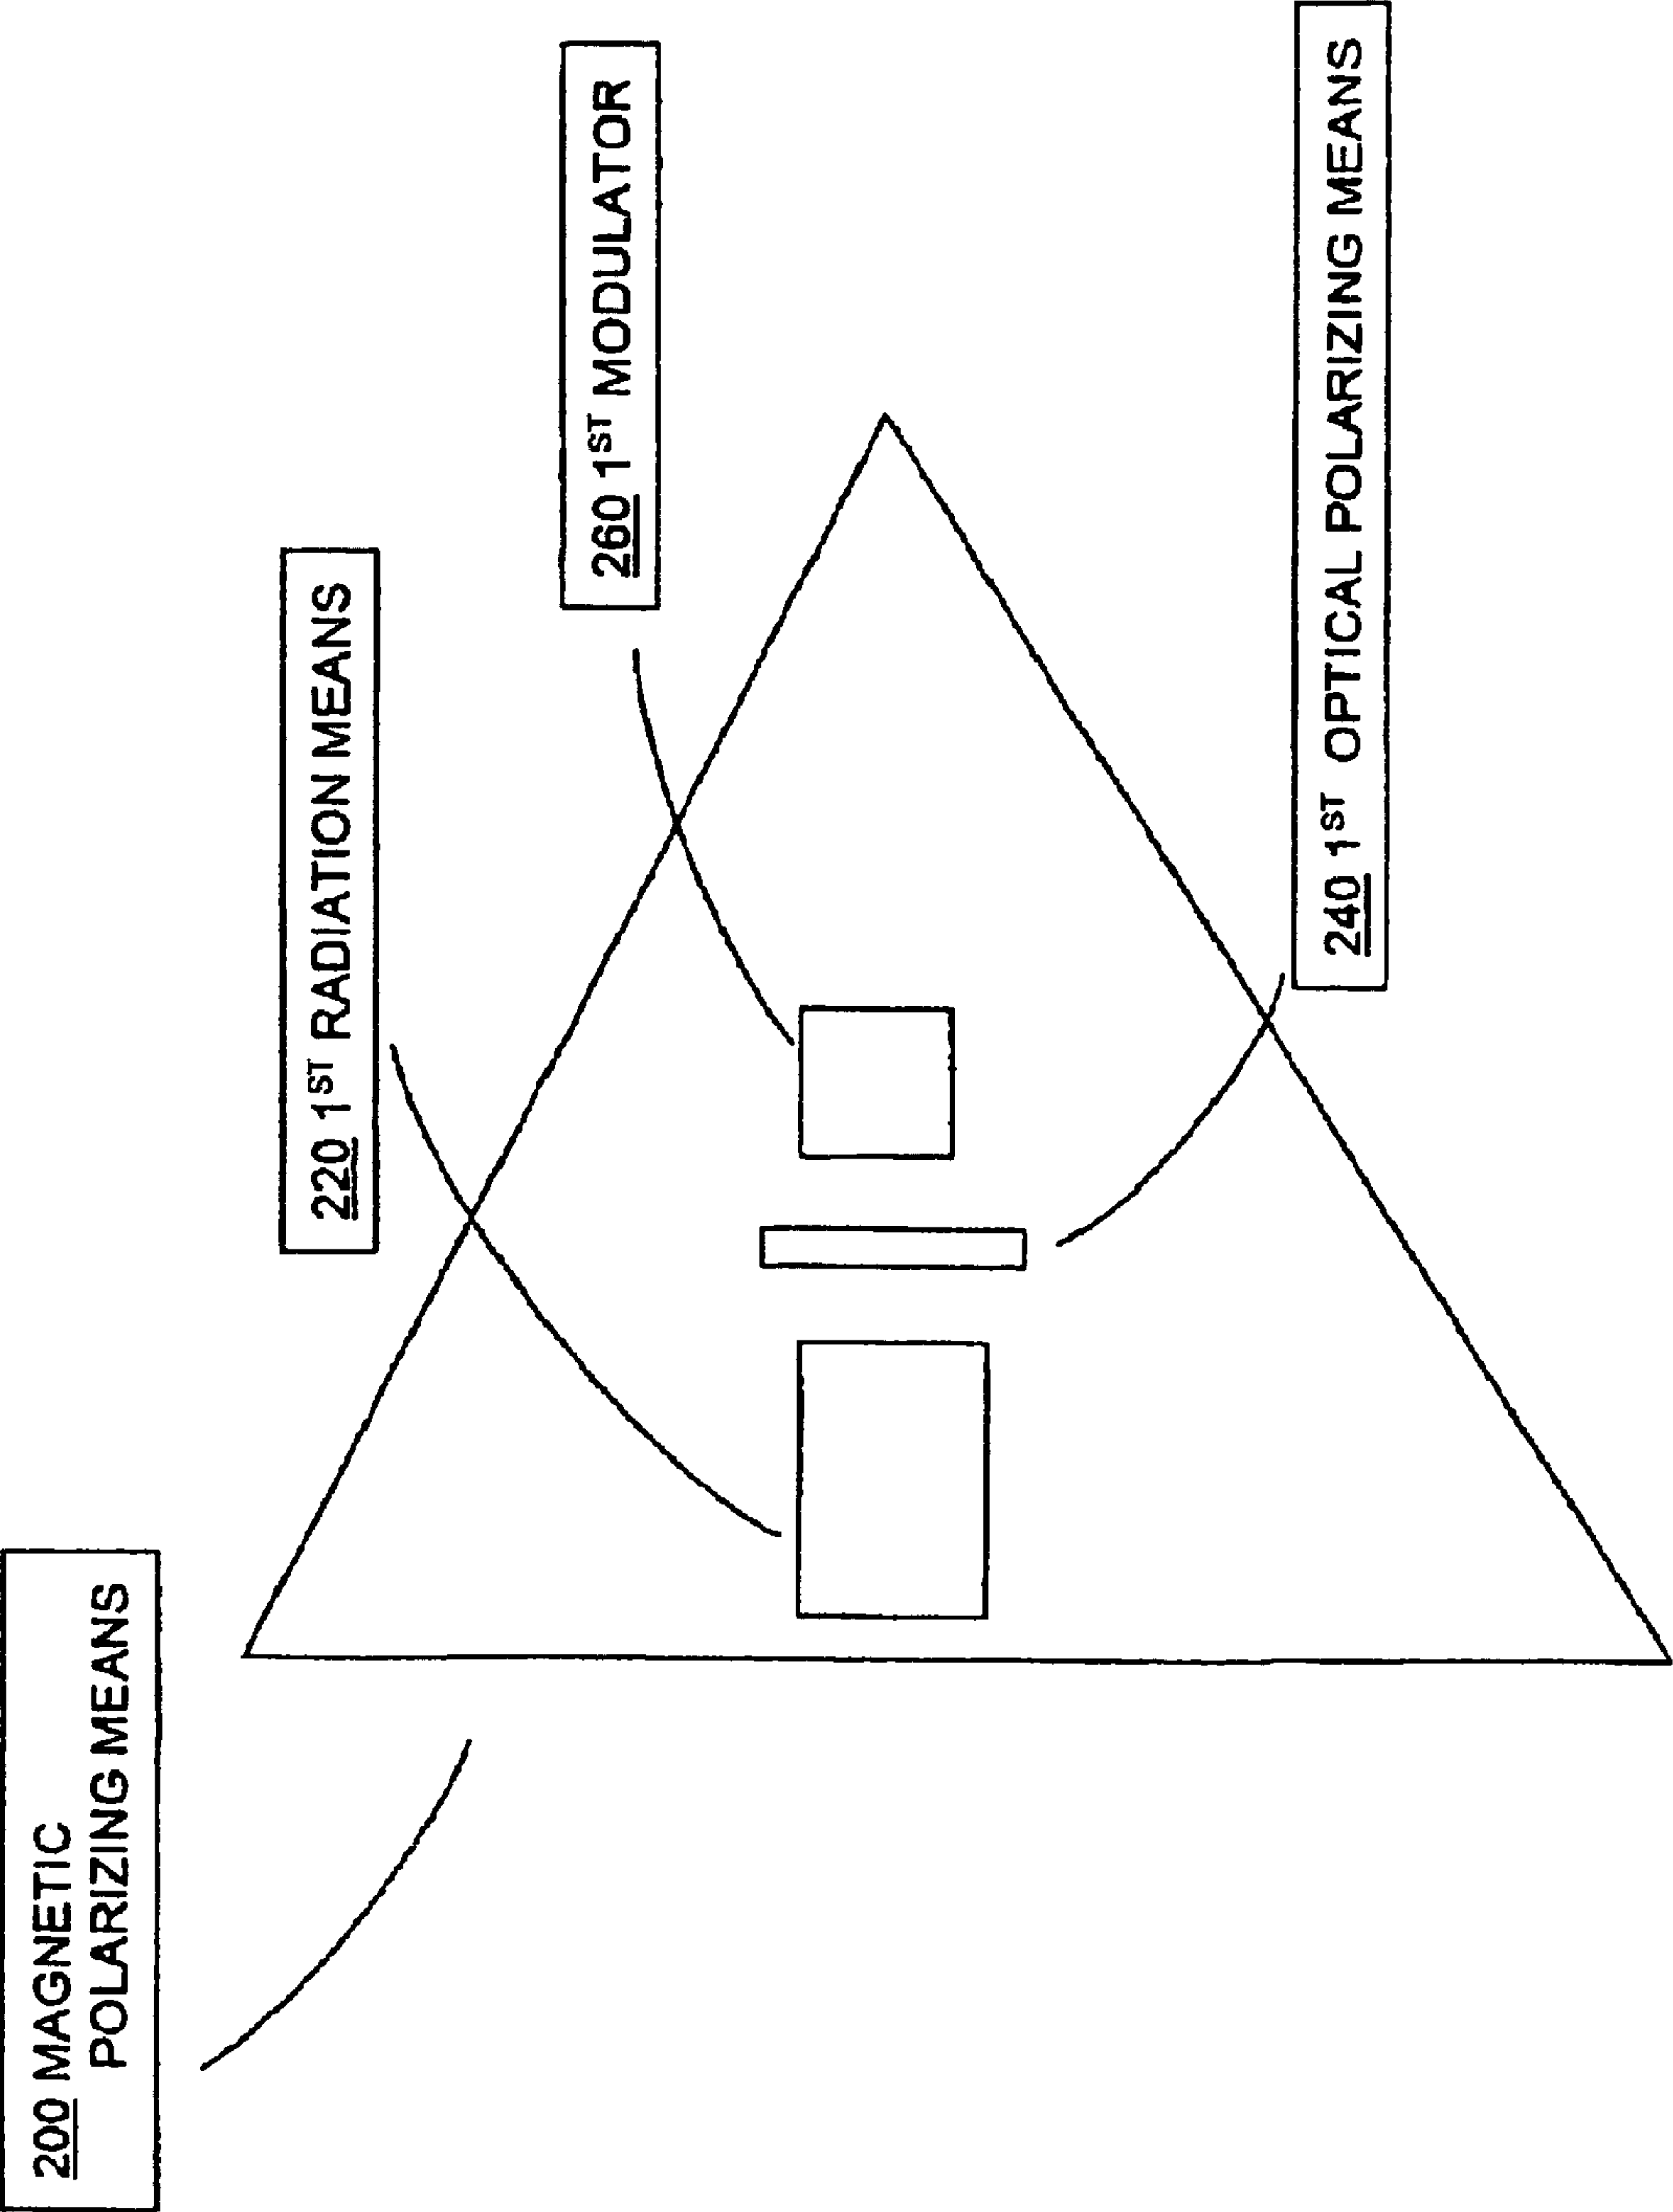 200 MAGNETIC
POLARIZING MEANS
220 1ST RADIATION MEANS
260 1ST MODULATOR
240 1ST OPTICAL POLARIZING MEANS